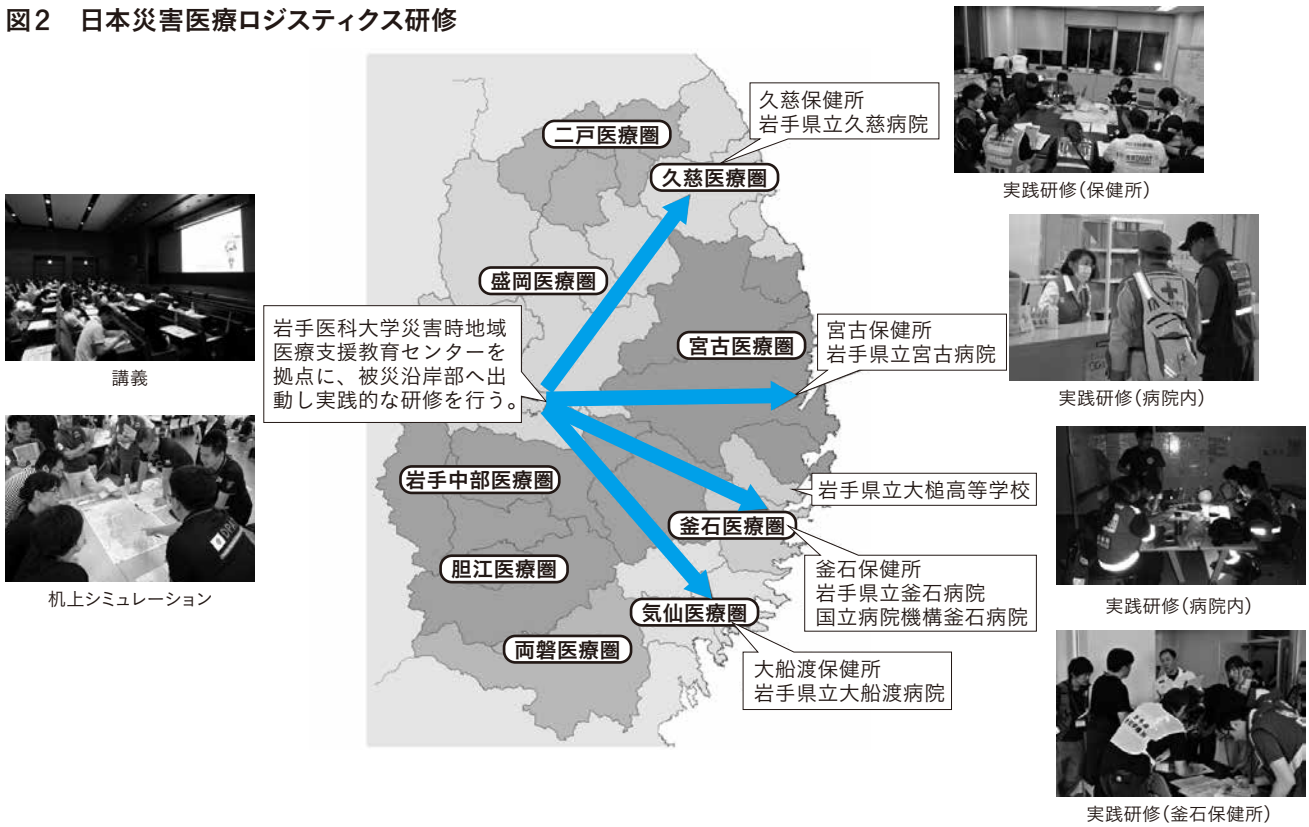 図2　日本災害医療ロジスティクス研修
久慈保健所
岩手県立久慈病院
二戸医療圏
久慈医療圏
実践研修(保健所)
盛岡医療圏
岩手医科大学災害時地域
医療支援教育センターを
拠点に、被災沿岸部へ出
動し実践的な研修を行う。
宮古医療圏
宮古保健所
岩手県立宮古病院
講義
実践研修(病院内)
岩手中部医療圏
岩手県立大槌高等学校
釜石医療圏
胆江医療圏
釜石保健所
岩手県立釜石病院
国立病院機構釜石病院
机上シミュレーション
実践研修(病院内)
気仙医療圏
両磐医療圏
大船渡保健所
岩手県立大船渡病院
実践研修(釜石保健所)